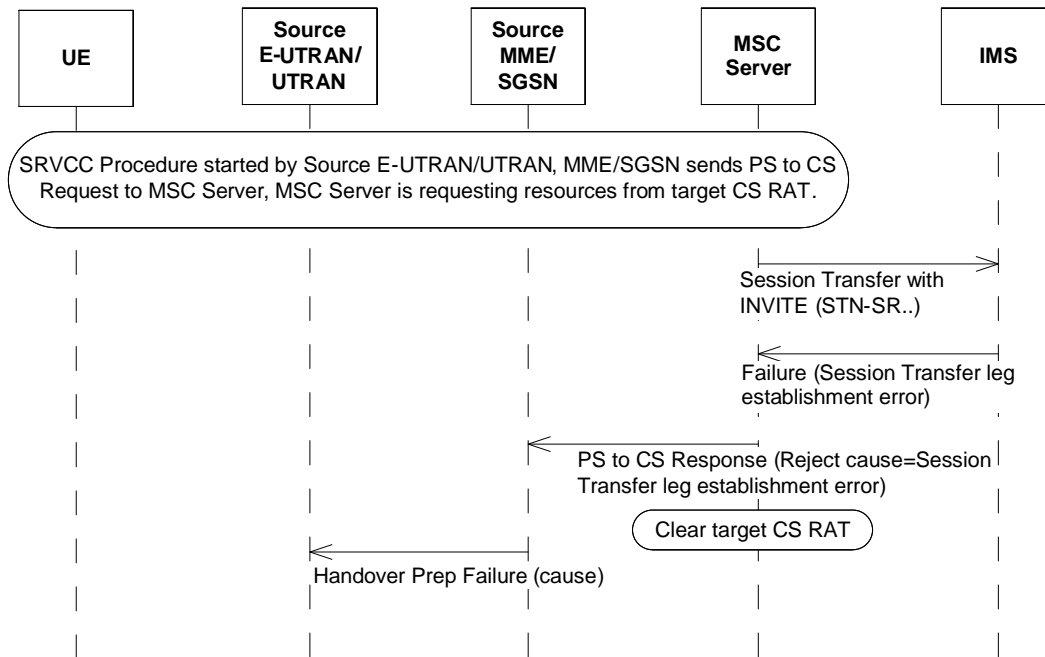 UE
Source
E-UTRAN/
UTRAN
Source
MME/
SGSN
MSC
Server
IMS
SRVCC Procedure started by Source E-UTRAN/UTRAN, MME/SGSN sends PS to CS
Request to MSC Server, MSC Server is requesting resources from target CS RAT.
Session Transfer with
INVITE (STN-SR..)
Failure (Session Transfer leg
establishment error)
PS to CS Response (Reject cause=Session
Transfer leg establishment error)
Clear target CS RAT
Handover Prep Failure (cause)